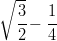 √(3/2) - 1/4